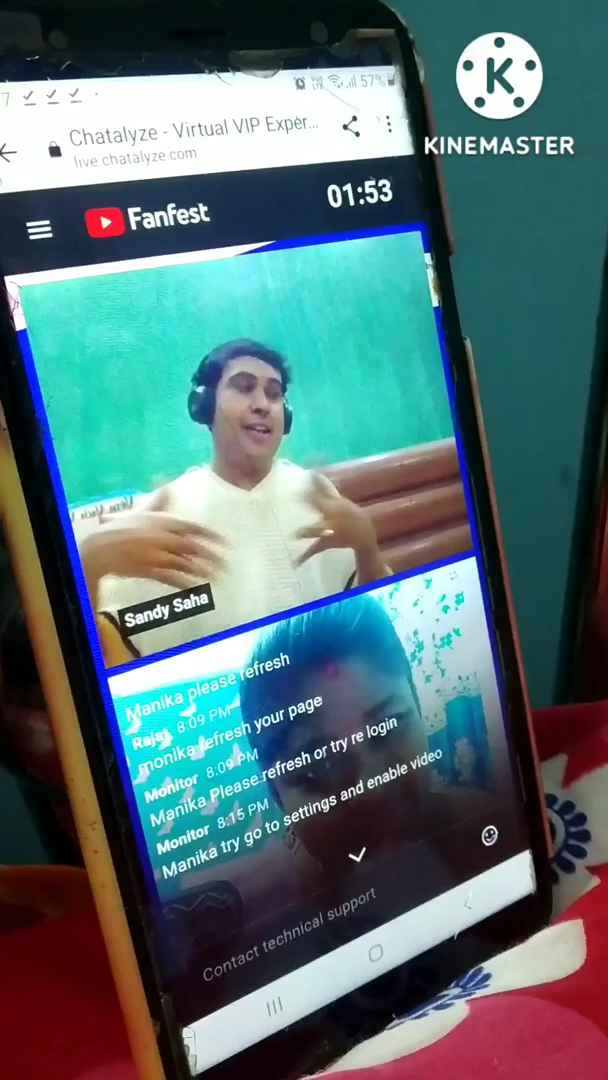 57%
Chatalyze - Virtual VIP Exper...
live.chatalyze.com
Fanfest
01:53
K
KINEMASTER
Sandy Saha
Manika please refresh
Rajat 8:09 PM
monika refresh your page
Monitor 8:09 PM
Manika Please refresh or try re login
Monitor 8:15 PM
Manika try go to settings and enable video
Contact technical support